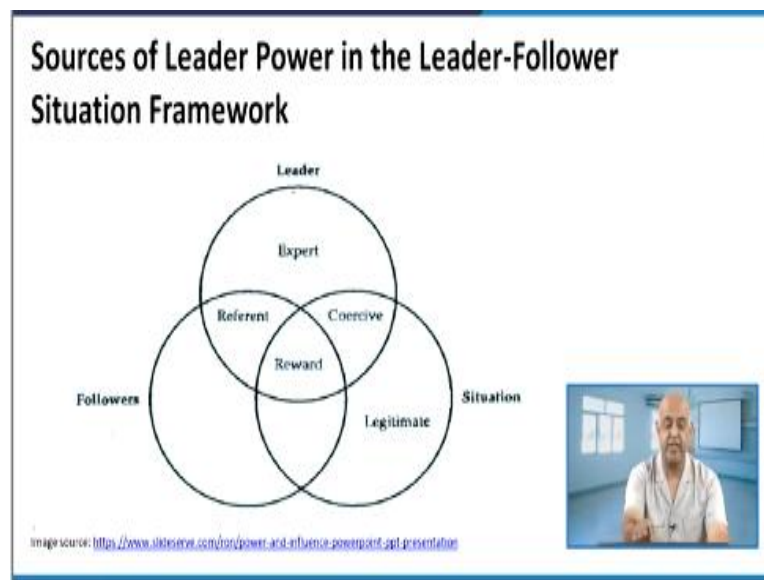 Sources of Leader Power in the Leader-Follower
Situation Framework
Leader
Expert
Referent
Coercive
Reward
Followers
Situation
Legitimate
Image source: https://www.slideserve.com/ron/power-and-influence-powerpoint-ppt-presentation